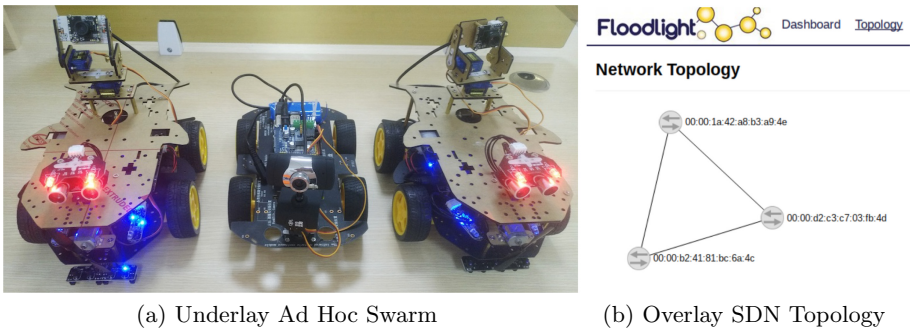 Floodlight
Dashboard Topology
Network Topology
00:00:1a:42:a8:b3:a9:4e
00:00:d2:c3:c7:03:fb:4d
00:00:b2:41:81:bc:6a:4c
(a) Underlay Ad Hoc Swarm
(b) Overlay SDN Topology